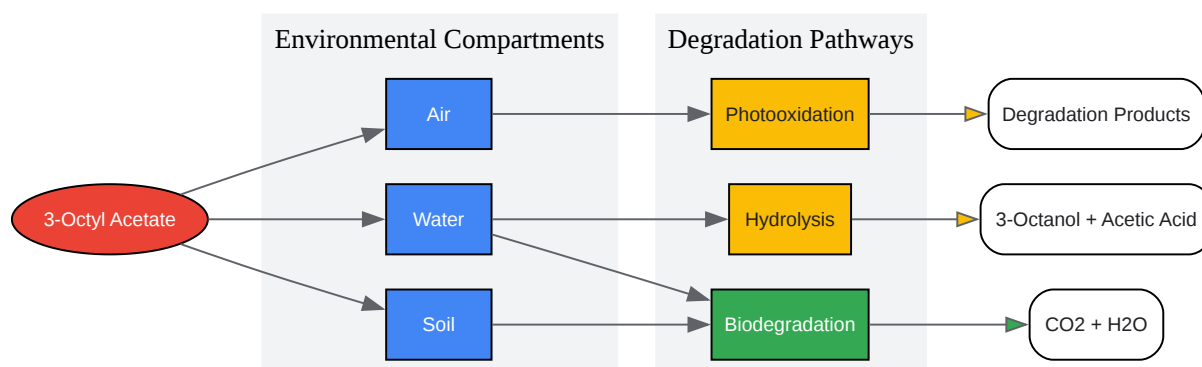 Environmental Compartments
Degradation Pathways
Air
Photooxidation
Degradation Products
3-Octyl Acetate
Water
Hydrolysis
3-Octanol + Acetic Acid
Soil
Biodegradation
CO2 + H2O